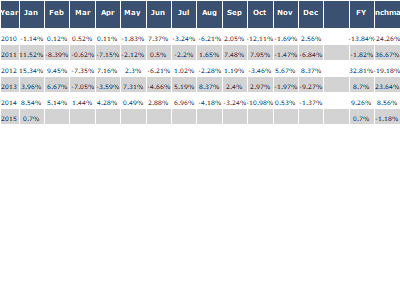 Year Jan Feb Mar Apr May Jun Jul Aug Sep Oct Nov Dec FY nchma
2010 -1.14% 0.12% 0.52% 0.11% -1.83% 7.37% -3.24% -6.21% 2.05% -12.11% -1.69% 2.56% -13.84% 24.26%
2011 11.52% -8.39% -0.62% -7.15% -2.12% 0.5% -2.2% 1.65% 7.48% 7.95% -1.47% -6.84% -1.82% 36.67%
2012 15.34% 9.45% -7.35% 7.16% 2.3% -6.21% 1.02% -2.28% 1.19% -3.46% 5.67% 8.37% 32.81% -19.18%
2013 3.96% 6.67% -7.05% -3.59% 7.31% -4.66% 5.19% 8.37% 2.4% 2.97% -1.97% -9.27% 8.7% 23.64%
2014 8.54% 5.14% 1.44% 4.28% 0.49% 2.88% 6.96% -4.18% -3.24% -10.98% 0.53% -1.37% 9.26% 8.56%
2015 0.7% 0.7% -1.18%